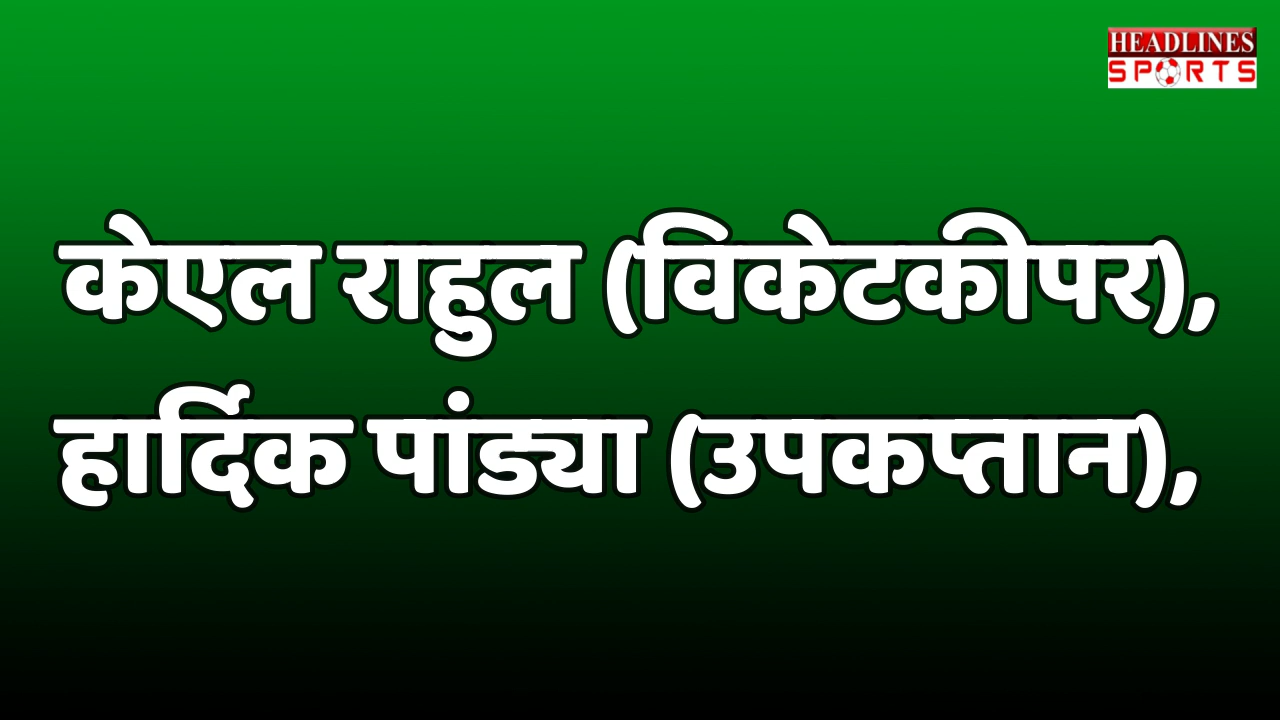 HEADLINES
SPORTS
केएल राहुल (विकेटकीपर),
हार्दिक पांड्या (उपकप्तान),